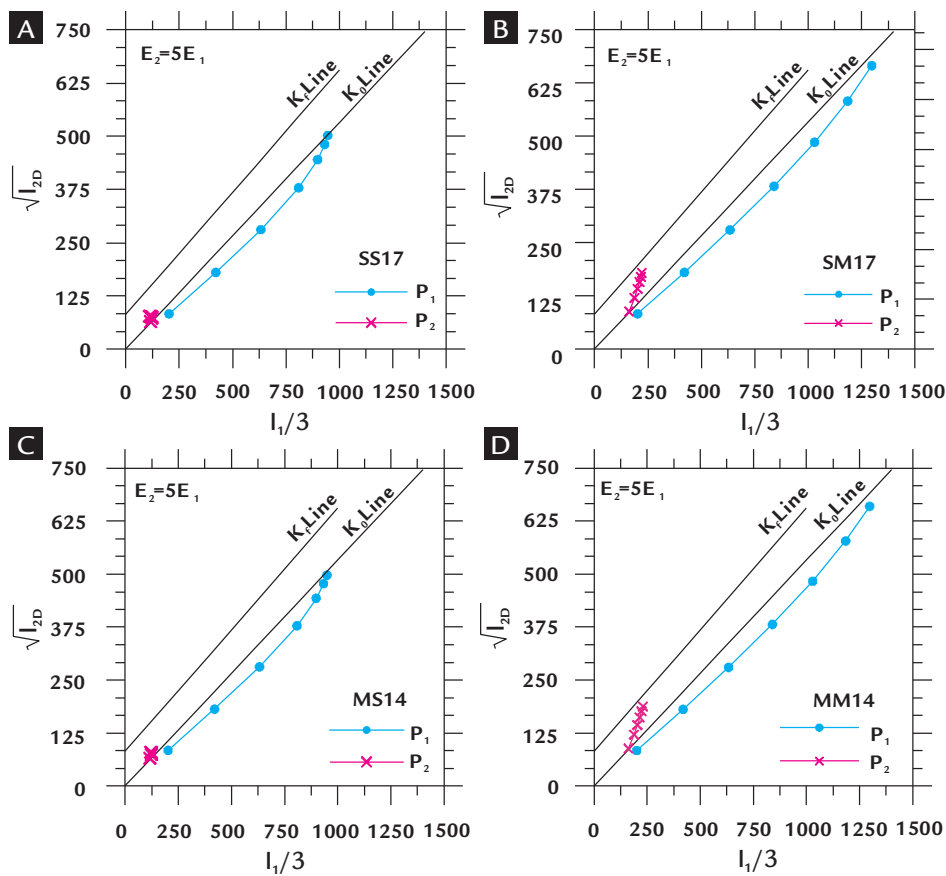 A
E₂=5E₁
750
625
500
375
250
125
0
√I₂D
KfLine
K₀Line
SS17
P₁
P₂
0 250 500 750 1000 1250 1500
I₁/3
B
E₂=5E₁
750
625
500
375
250
125
0
√I₂D
KfLine
K₀Line
SM17
P₁
P₂
0 250 500 750 1000 1250 1500
I₁/3
C
E₂=5E₁
750
625
500
375
250
125
0
√I₂D
KfLine
K₀Line
MS14
P₁
P₂
0 250 500 750 1000 1250 1500
I₁/3
D
E₂=5E₁
750
625
500
375
250
125
0
√I₂D
KfLine
K₀Line
MM14
P₁
P₂
0 250 500 750 1000 1250 1500
I₁/3